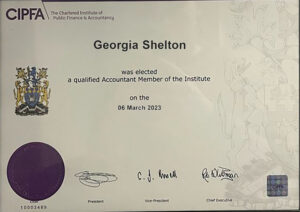 CIPFA The Chartered Institute of
Public Finance & Accountancy
Georgia Shelton
was elected
a qualified Accountant Member of the Institute
on the
06 March 2023
10003469
President
Vice-President
Chief Executive